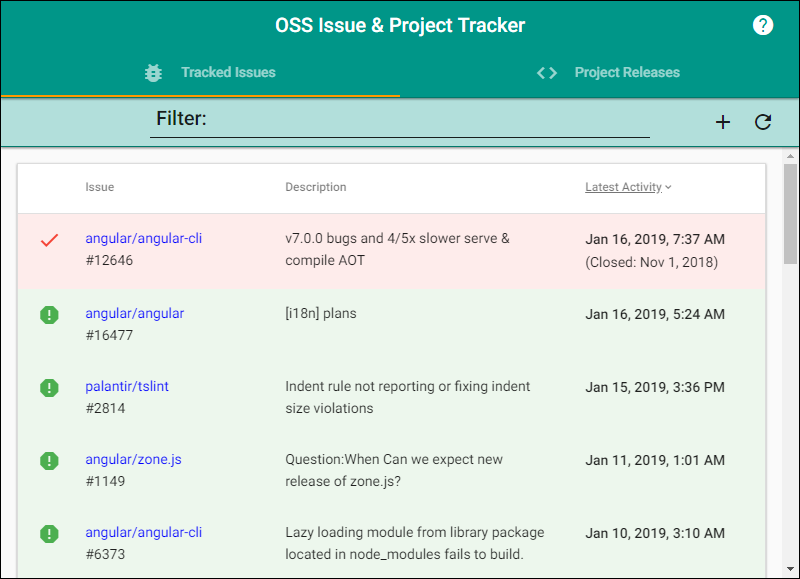 OSS Issue & Project Tracker
Tracked Issues
Project Releases
Filter:
Issue
Description
Latest Activity
angular/angular-cli
#12646
v7.0.0 bugs and 4/5x slower serve &
compile AOT
Jan 16, 2019, 7:37 AM
(Closed: Nov 1, 2018)
angular/angular
#16477
[i18n] plans
Jan 16, 2019, 5:24 AM
palantir/tslint
#2814
Indent rule not reporting or fixing indent
size violations
Jan 15, 2019, 3:36 PM
angular/zone.js
#1149
Question:When Can we expect new
release of zone.js?
Jan 11, 2019, 1:01 AM
angular/angular-cli
#6373
Lazy loading module from library package
located in node_modules fails to build.
Jan 10, 2019, 3:10 AM